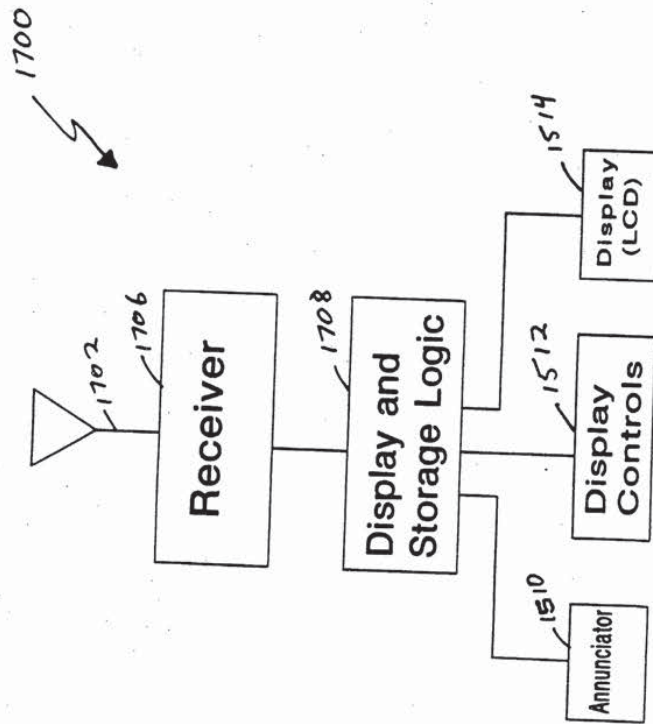 1700
1702
1706
Receiver
1708
Display and
Storage Logic
1510
Annunciator
1512
Display
Controls
1514
Display
(LCD)